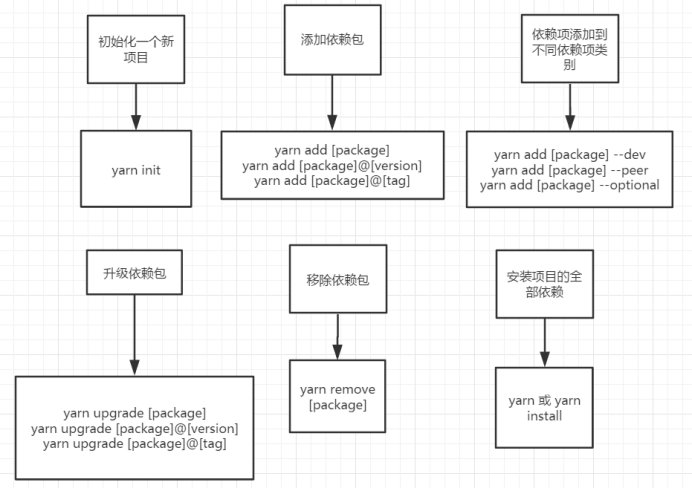 初始化一个新
项目
yarn init
添加依赖包
yarn add [package]
yarn add [package]@[version]
yarn add [package]@[tag]
依赖项添加到
不同依赖项类
别
yarn add [package] --dev
yarn add [package] --peer
yarn add [package] --optional
升级依赖包
yarn upgrade [package]
yarn upgrade [package]@[version]
yarn upgrade [package]@[tag]
移除依赖包
yarn remove
[package]
安装项目的全
部依赖
yarn 或 yarn
install